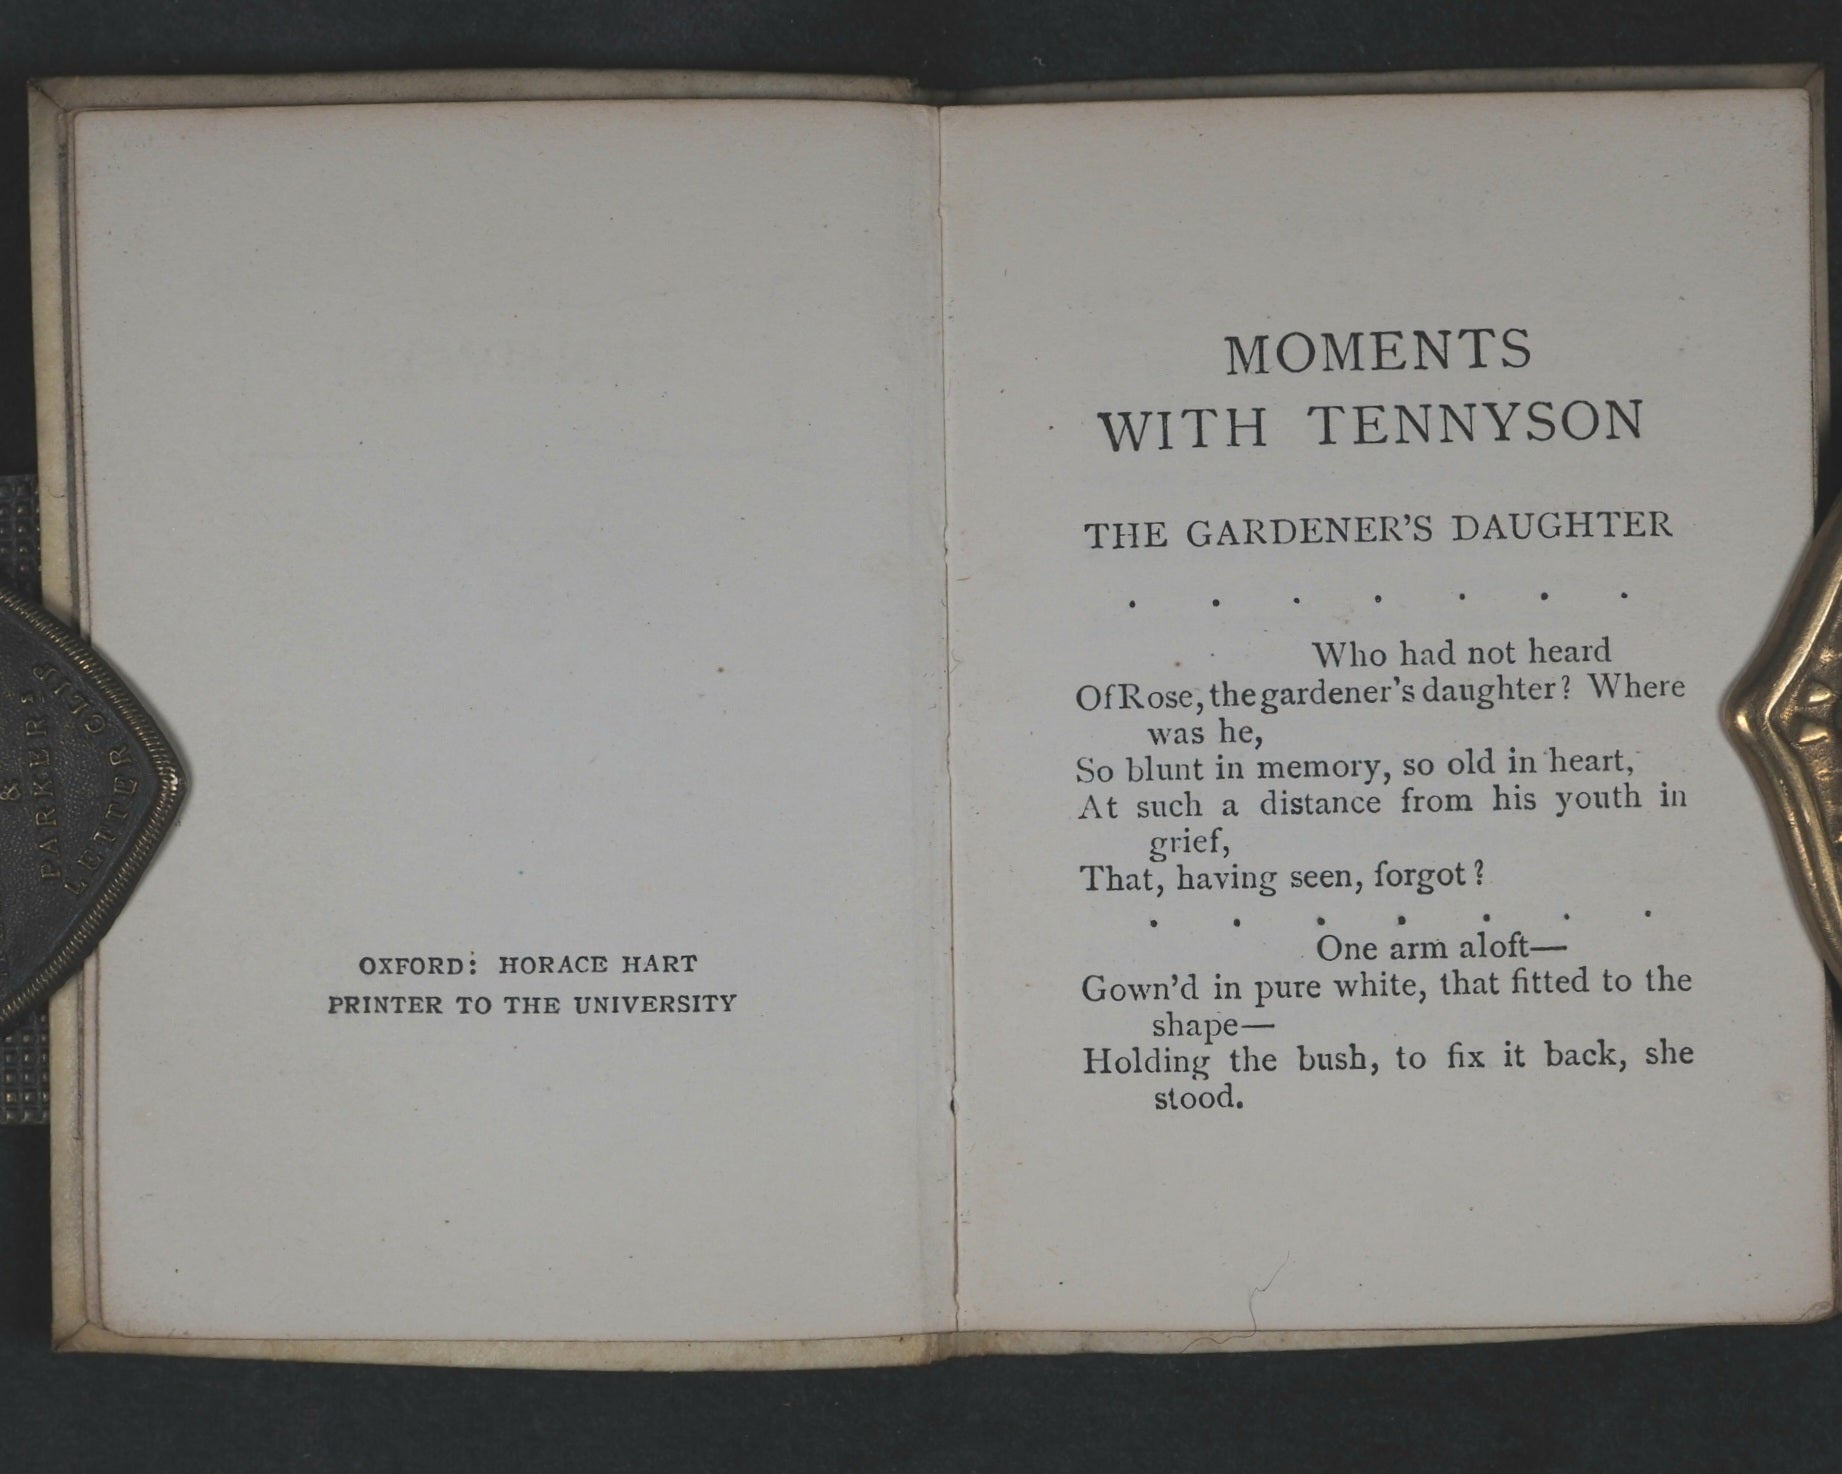 OXFORD: HORACE HART
PRINTER TO THE UNIVERSITY
MOMENTS
WITH TENNYSON
THE GARDENER'S DAUGHTER
. . . . . . .
Who had not heard
Of Rose, the gardener's daughter? Where
was he,
So blunt in memory, so old in heart,
At such a distance from his youth in
grief,
That, having seen, forgot?
. . . . . . .
One arm aloft—
Gown'd in pure white, that fitted to the
shape—
Holding the bush, to fix it back, she
stood.
&
PARKER'S
LETTER CLIP